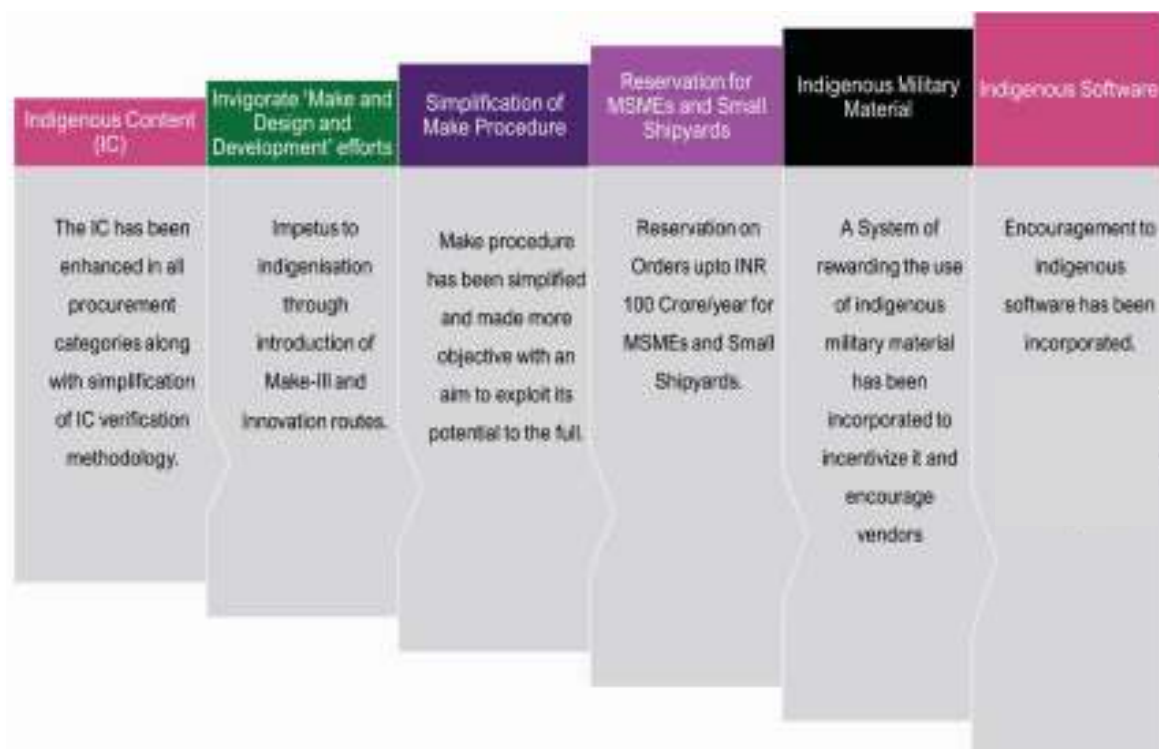 Indigenous Content
(IC)
The IC has been
enhanced in all
procurement
categories along
with simplification
of IC verification
methodology.
Invigorate 'Make and
Design and
Development' efforts
Impetus to
indigenisation
through
introduction of
Make-III and
Innovation routes.
Simplification of
Make Procedure
Make procedure
has been simplified
and made more
objective with an
aim to exploit its
potential to the full.
Reservation for
MSMEs and Small
Shipyards
Reservation on
Orders upto INR
100 Crore/year for
MSMEs and Small
Shipyards.
Indigenous Military
Material
A System of
rewarding the use
of indigenous
military material
has been
incorporated to
incentivize it and
encourage
vendors
Indigenous Software
Encouragement to
indigenous
software has been
incorporated.